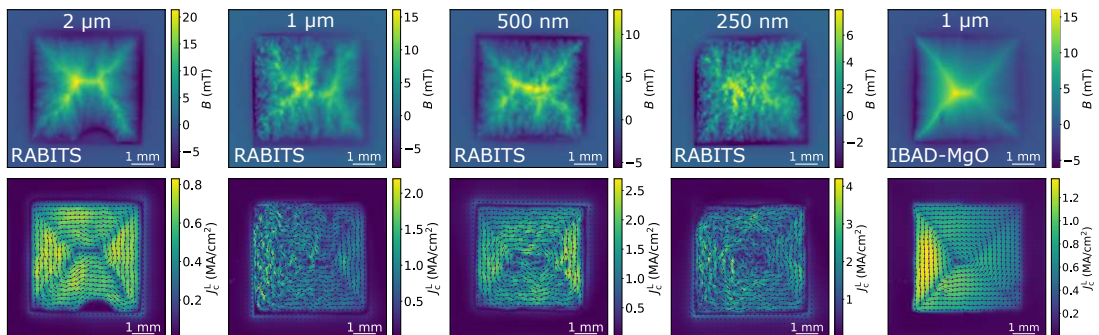 2 μm
20
15
10
5
0
−5
B (mT)
RABITS
1 mm
1 μm
15
10
5
0
−5
B (mT)
RABITS
1 mm
500 nm
10
5
0
−5
B (mT)
RABITS
1 mm
250 nm
6
4
2
0
−2
B (mT)
RABITS
1 mm
1 μm
15
10
5
0
−5
B (mT)
IBAD-MgO
1 mm
0.8
0.6
0.4
0.2
J_c^L (MA/cm²)
1 mm
2.0
1.5
1.0
0.5
J_c^L (MA/cm²)
1 mm
2.5
2.0
1.5
1.0
0.5
J_c^L (MA/cm²)
1 mm
4
3
2
1
J_c^L (MA/cm²)
1 mm
1.2
1.0
0.8
0.6
0.4
0.2
J_c^L (MA/cm²)
1 mm